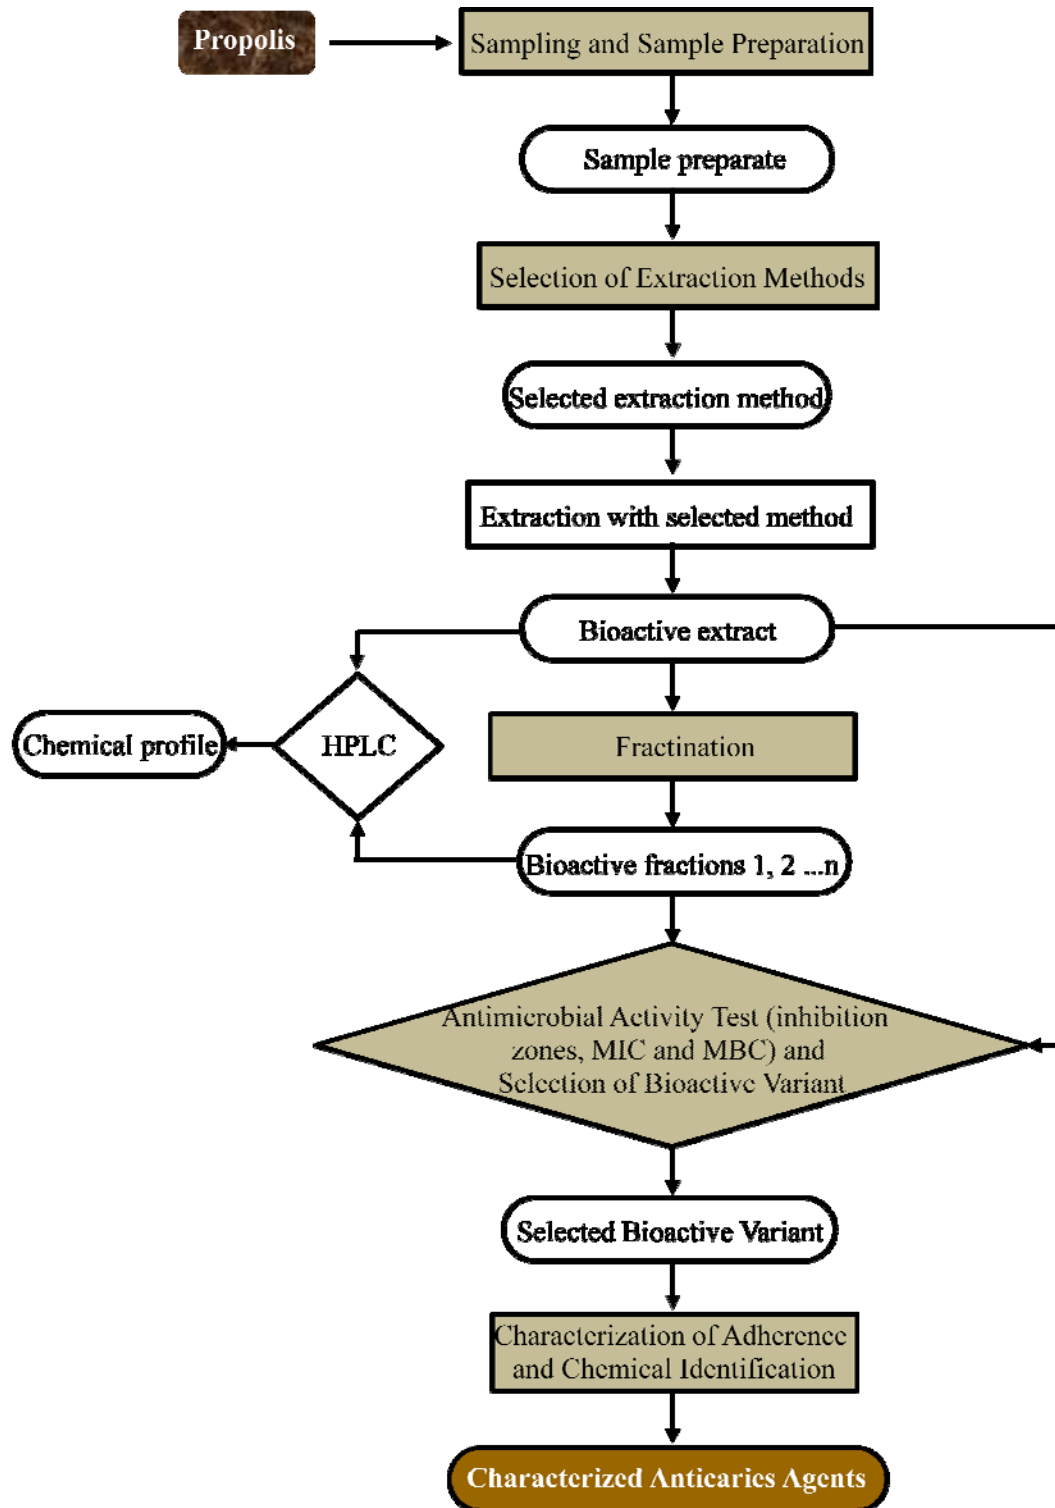 Propolis
Sampling and Sample Preparation
Sample preparate
Selection of Extraction Methods
Selected extraction method
Extraction with selected method
Bioactive extract
Chemical profile
HPLC
Fractination
Bioactive fractions 1, 2 ...n
Antimicrobial Activity Test (inhibition
zones, MIC and MBC) and
Selection of Bioactive Variant
Selected Bioactive Variant
Characterization of Adherence
and Chemical Identification
Characterized Anticaries Agents